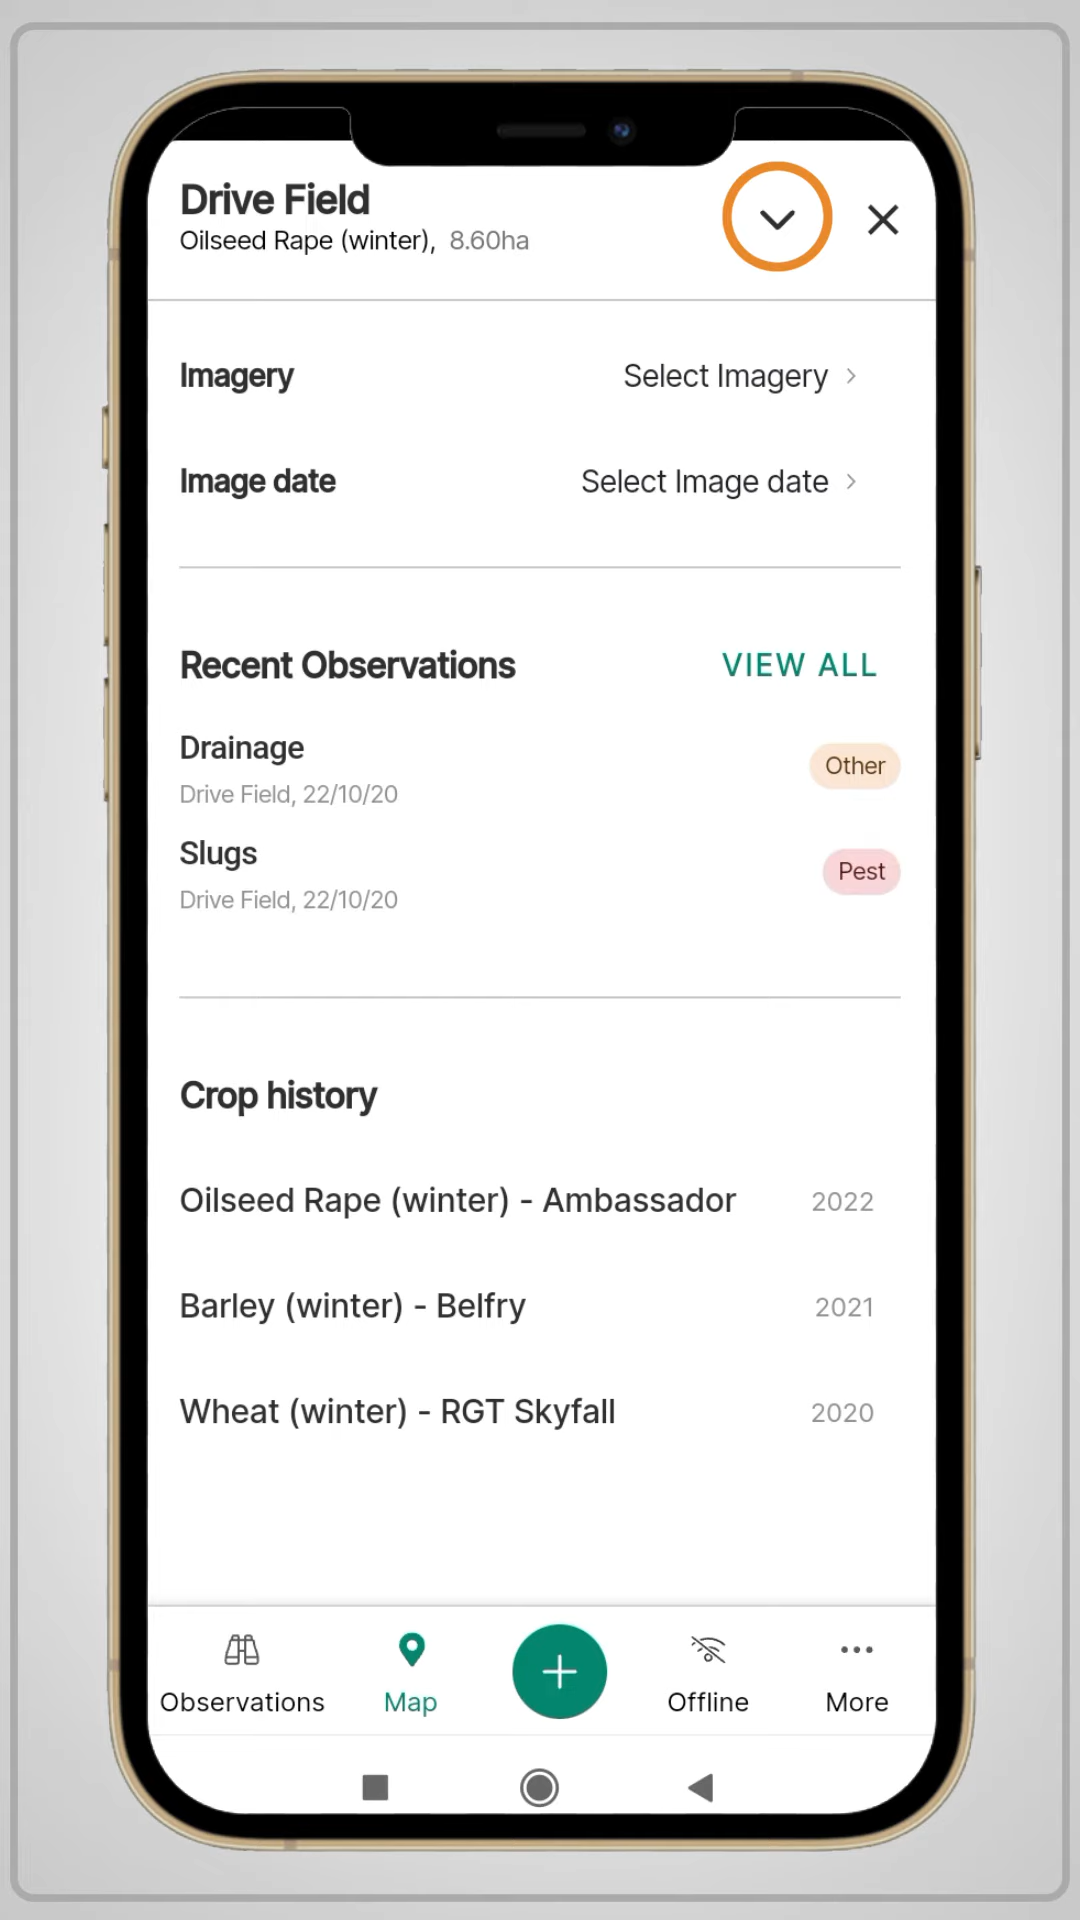 Drive Field
Oilseed Rape (winter), 8.60ha
Imagery Select Imagery
Image date Select Image date
Recent Observations VIEW ALL
Drainage
Other
Drive Field, 22/10/20
Slugs
Pest
Drive Field, 22/10/20
Crop history
Oilseed Rape (winter) - Ambassador 2022
Barley (winter) - Belfry 2021
Wheat (winter) - RGT Skyfall 2020
Observations Map Offline More